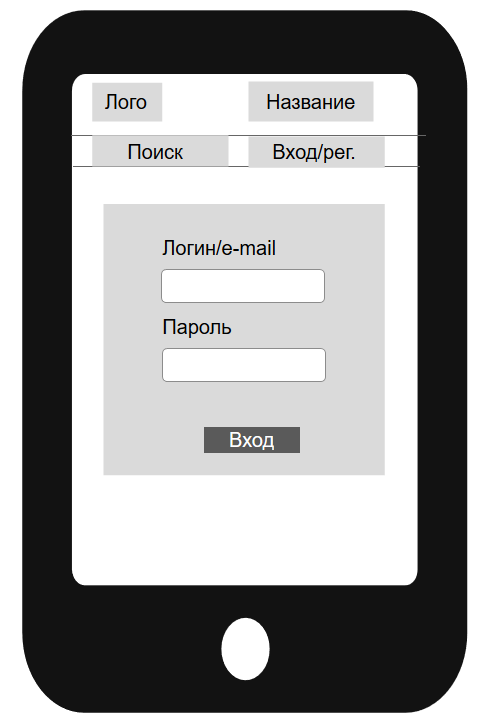 Лого
Название
Поиск
Вход/рег.
Логин/e-mail
Пароль
Вход